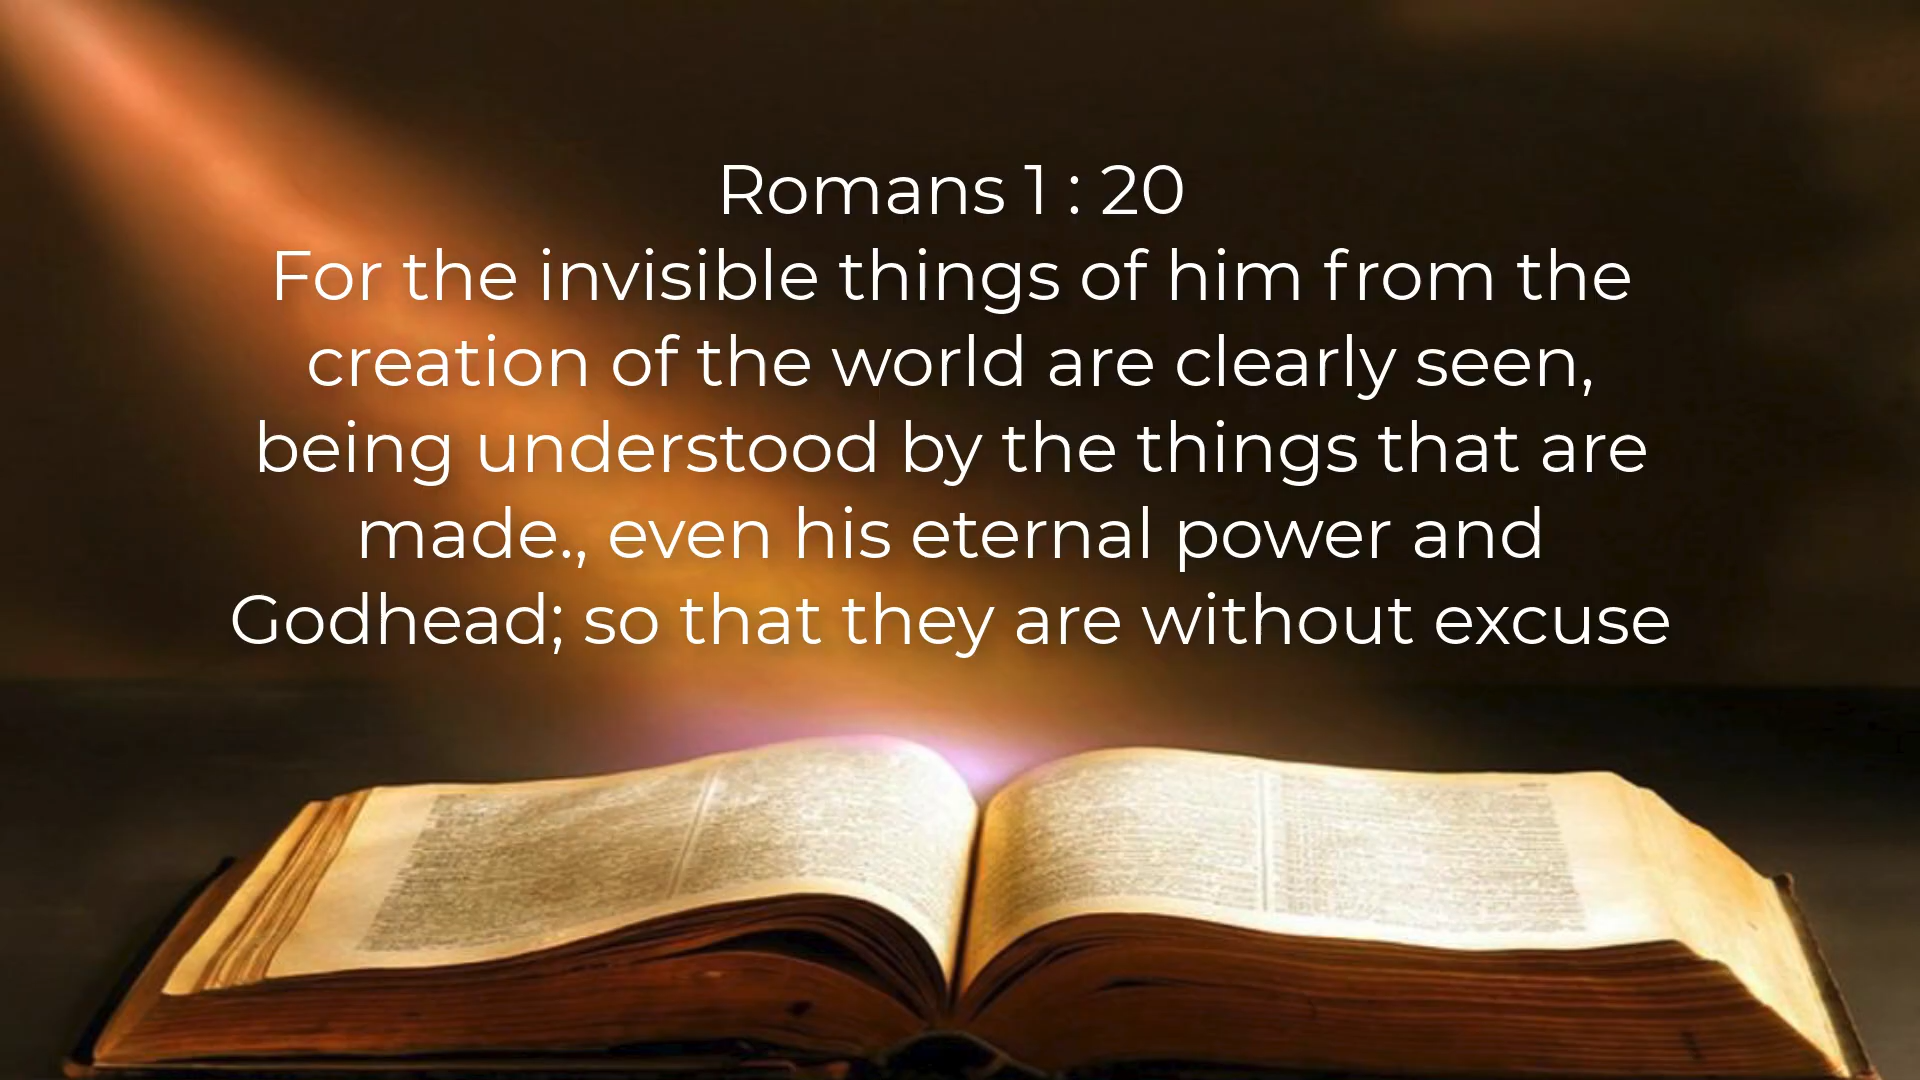 Romans 1 : 20
For the invisible things of him from the
creation of the world are clearly seen,
being understood by the things that are
made., even his eternal power and
Godhead; so that they are without excuse